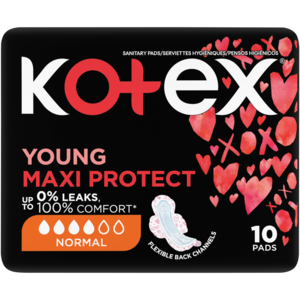 SANITARY PADS/SERVIETTES HYGIÉNIQUES/PENSOS HIGIÉNICOS
KOTEX
YOUNG
MAXI PROTECT
UP TO 0% LEAKS,
100% COMFORT*
NORMAL
FLEXIBLE BACK CHANNELS
10
PADS